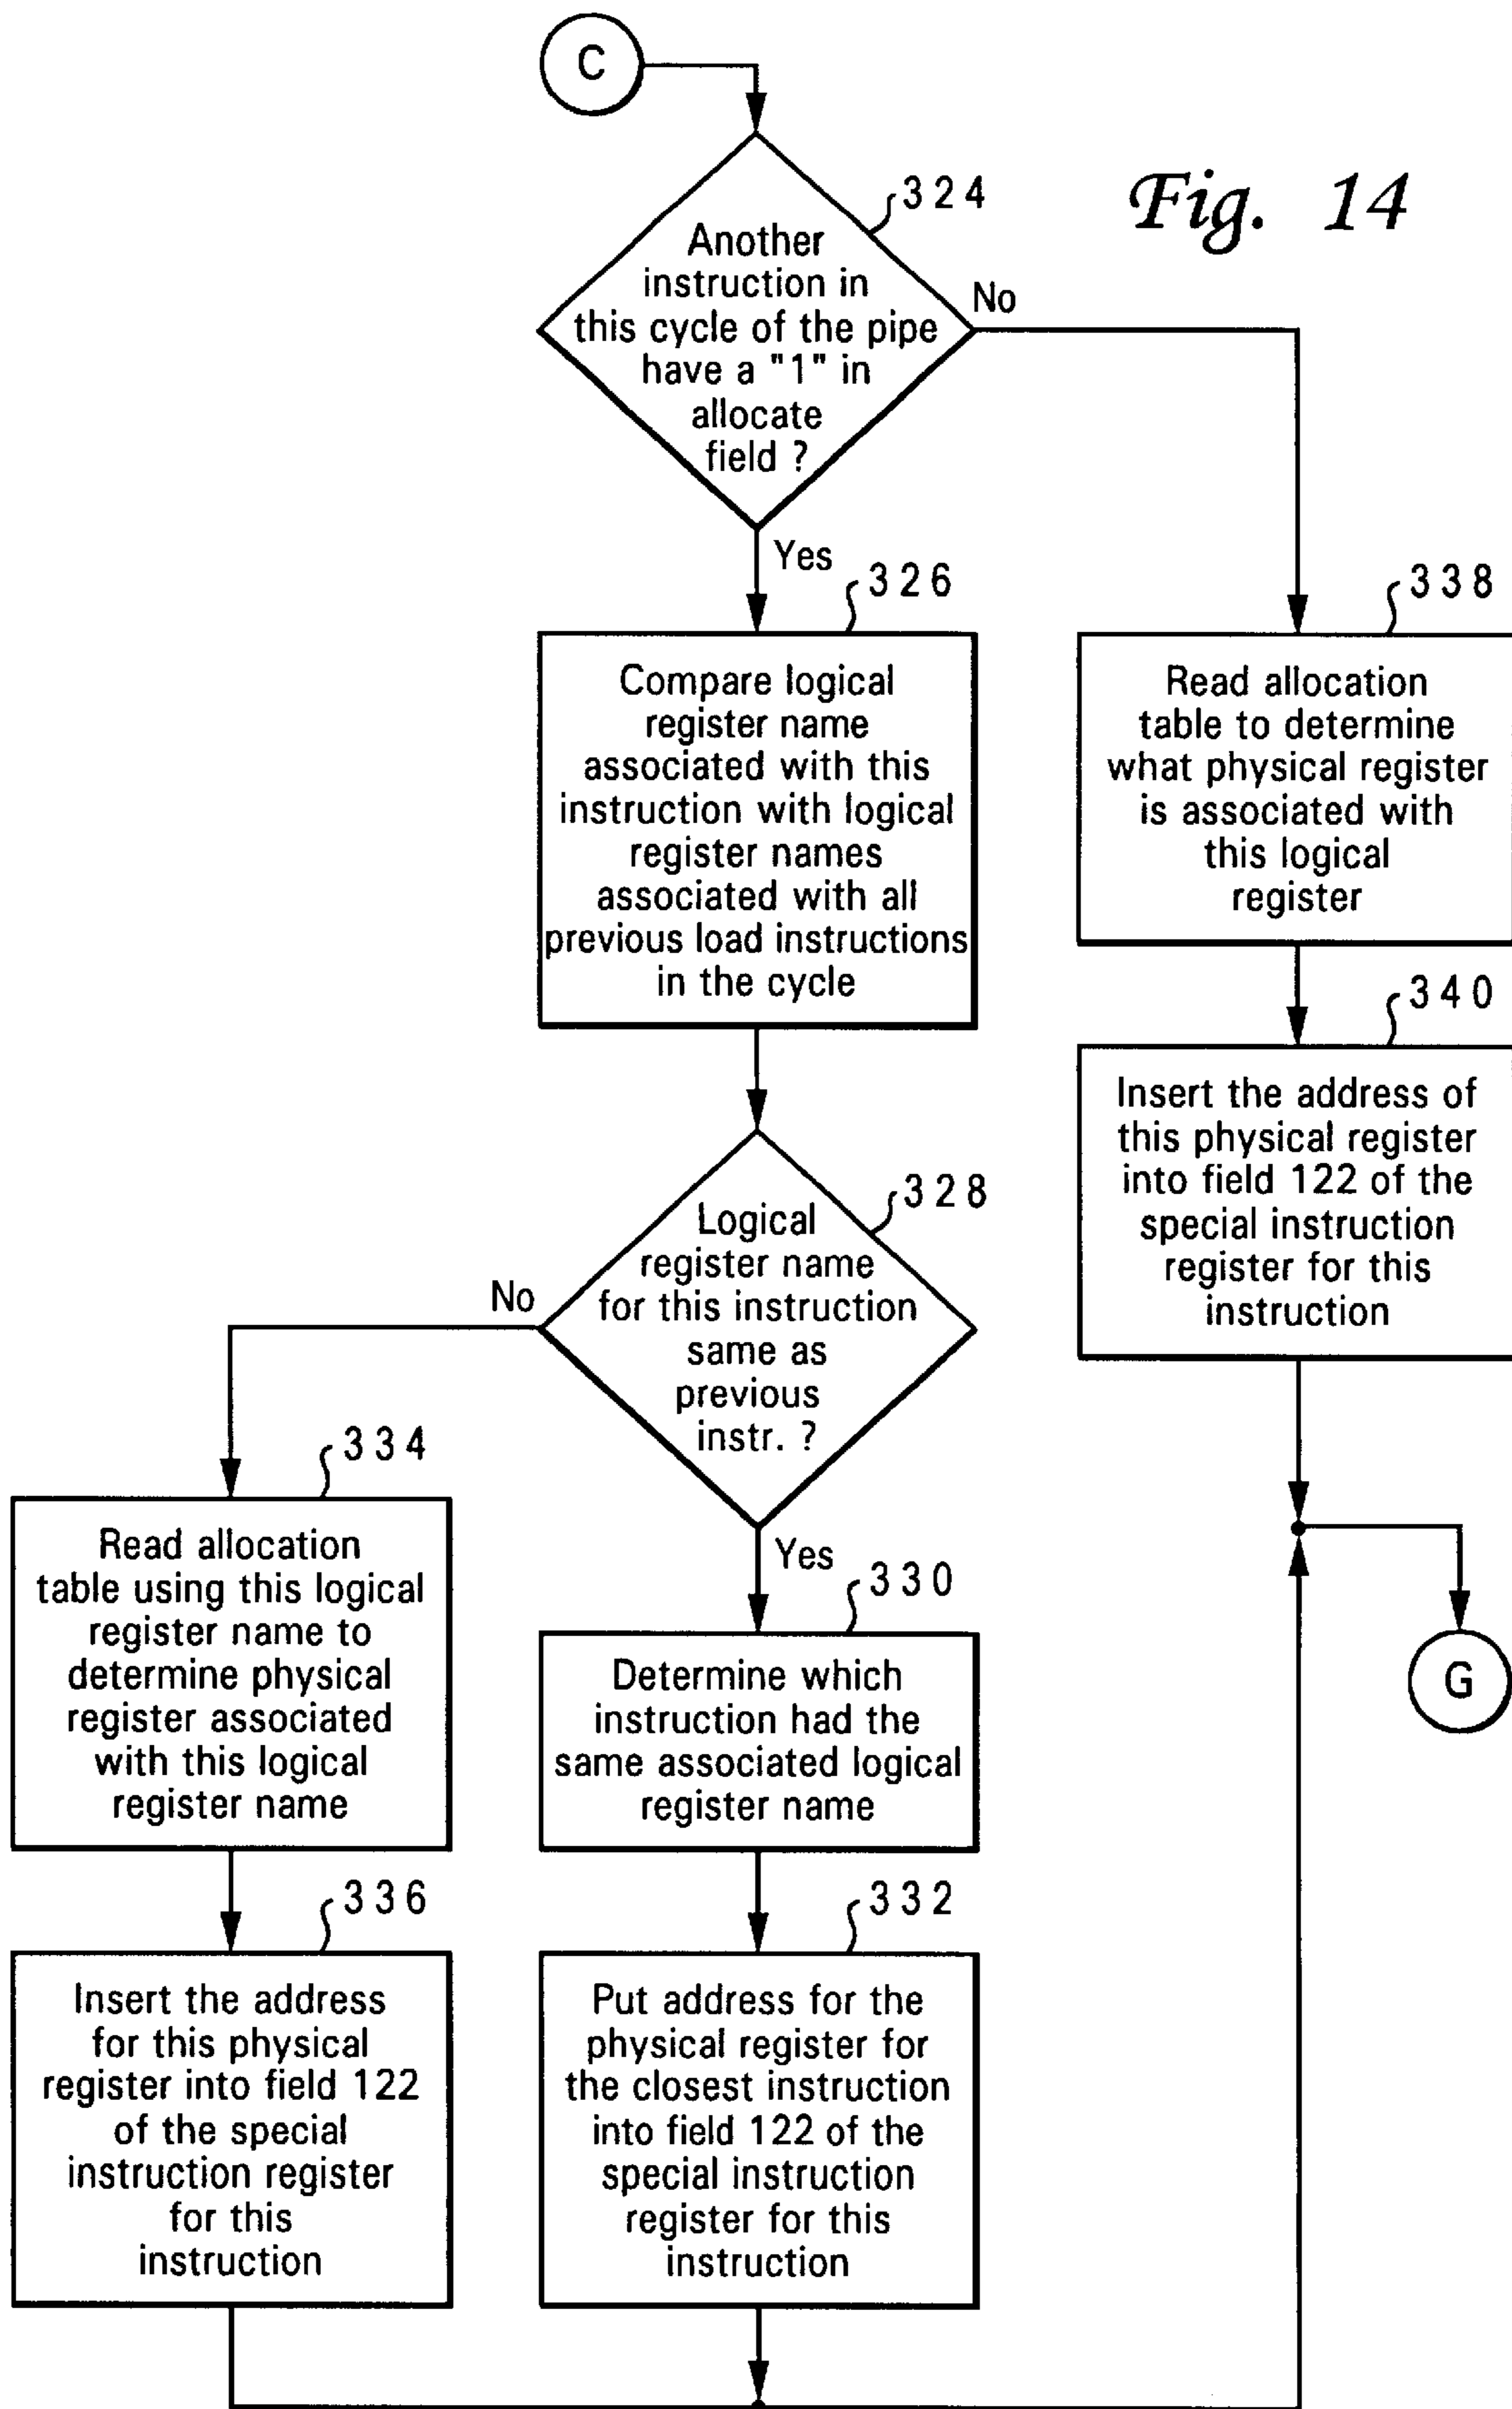 C
Fig. 14
324
Another
instruction in
this cycle of the pipe
have a "1" in
allocate
field ?
No
Yes
326
Compare logical
register name
associated with this
instruction with logical
register names
associated with all
previous load instructions
in the cycle
338
Read allocation
table to determine
what physical register
is associated with
this logical
register
340
Insert the address of
this physical register
into field 122 of the
special instruction
register for this
instruction
328
Logical
register name
for this instruction
same as
previous
instr. ?
No
Yes
334
Read allocation
table using this logical
register name to
determine physical
register associated
with this logical
register name
330
Determine which
instruction had the
same associated logical
register name
G
336
Insert the address
for this physical
register into field 122
of the special
instruction register
for this
instruction
332
Put address for the
physical register for
the closest instruction
into field 122 of the
special instruction
register for this
instruction